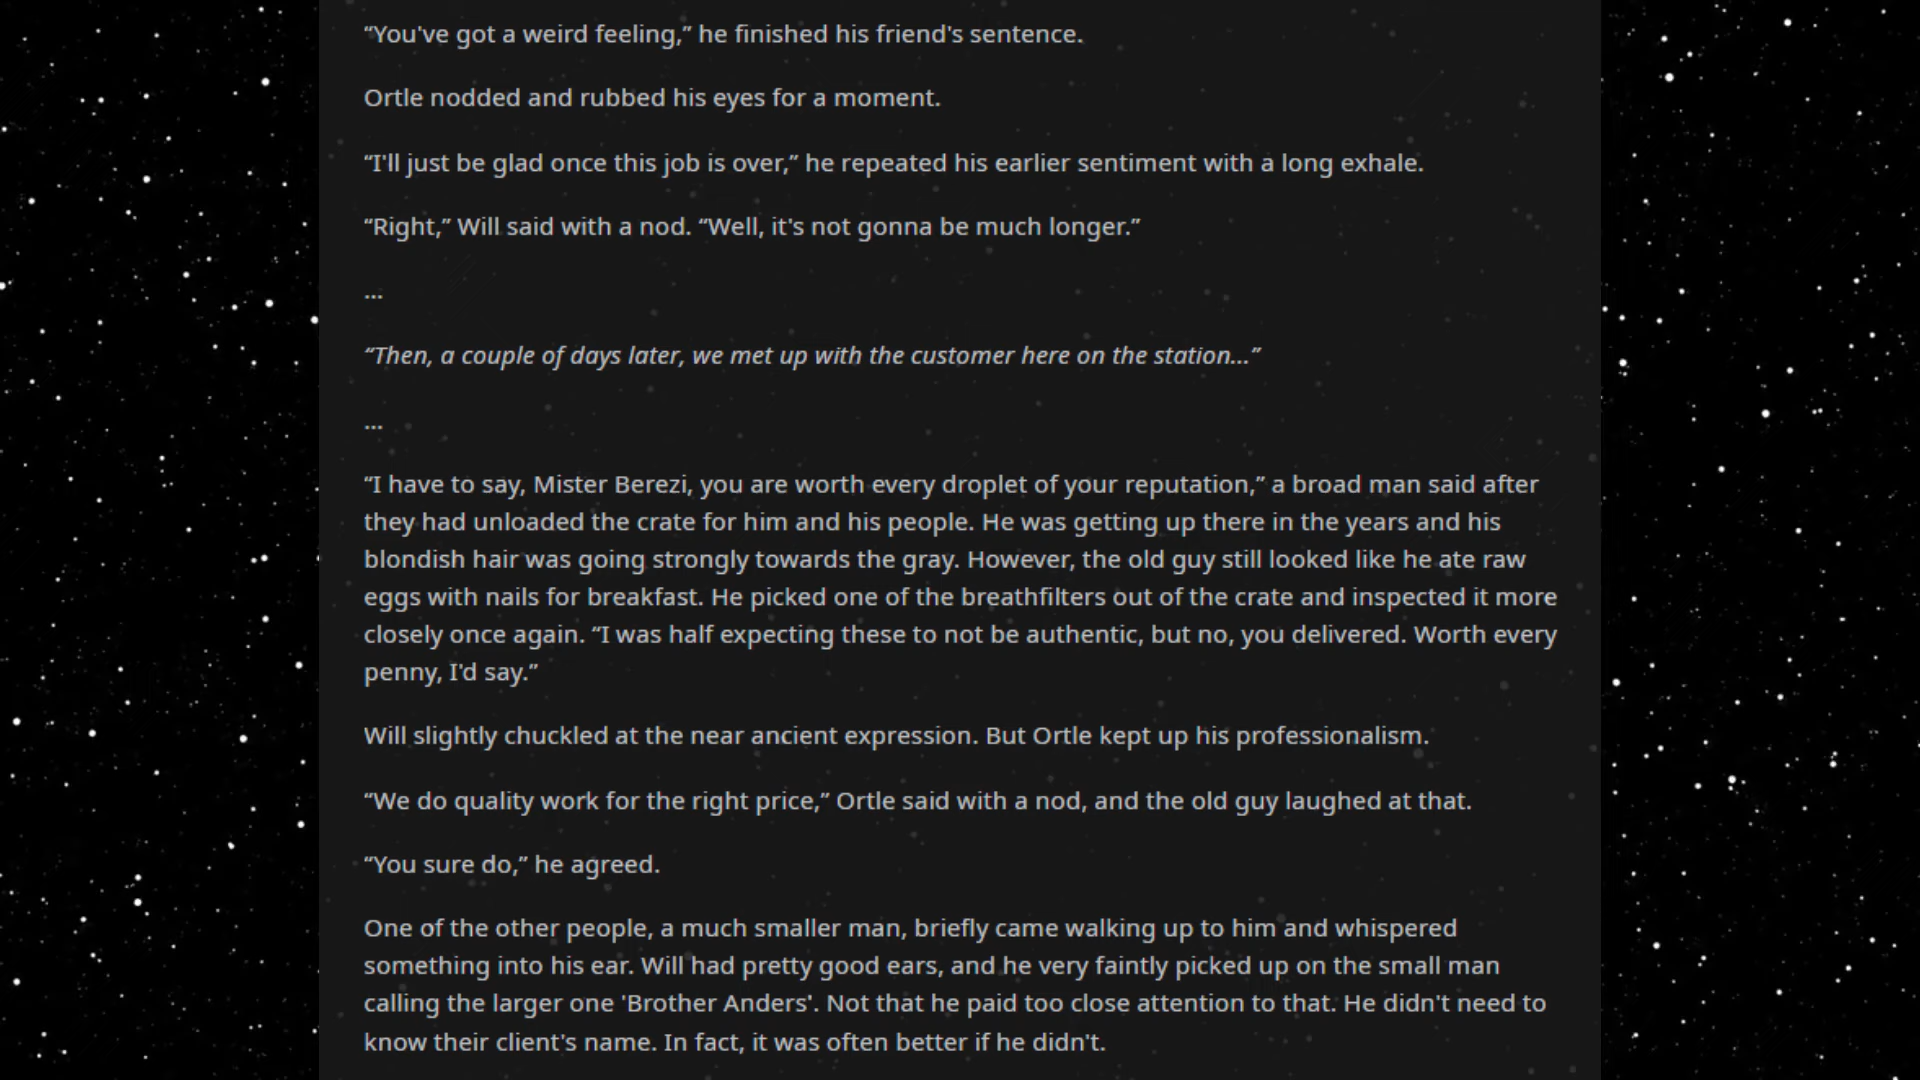 “You've got a weird feeling,” he finished his friend's sentence.
Ortle nodded and rubbed his eyes for a moment.
“I'll just be glad once this job is over,” he repeated his earlier sentiment with a long exhale.
“Right,” Will said with a nod. “Well, it's not gonna be much longer.”
...
“Then, a couple of days later, we met up with the customer here on the station...”
...
“I have to say, Mister Berezi, you are worth every droplet of your reputation,” a broad man said after
they had unloaded the crate for him and his people. He was getting up there in the years and his
blondish hair was going strongly towards the gray. However, the old guy still looked like he ate raw
eggs with nails for breakfast. He picked one of the breathfilters out of the crate and inspected it more
closely once again. “I was half expecting these to not be authentic, but no, you delivered. Worth every
penny, I'd say.”
Will slightly chuckled at the near ancient expression. But Ortle kept up his professionalism.
“We do quality work for the right price,” Ortle said with a nod, and the old guy laughed at that.
“You sure do,” he agreed.
One of the other people, a much smaller man, briefly came walking up to him and whispered
something into his ear. Will had pretty good ears, and he very faintly picked up on the small man
calling the larger one 'Brother Anders'. Not that he paid too close attention to that. He didn't need to
know their client's name. In fact, it was often better if he didn't.